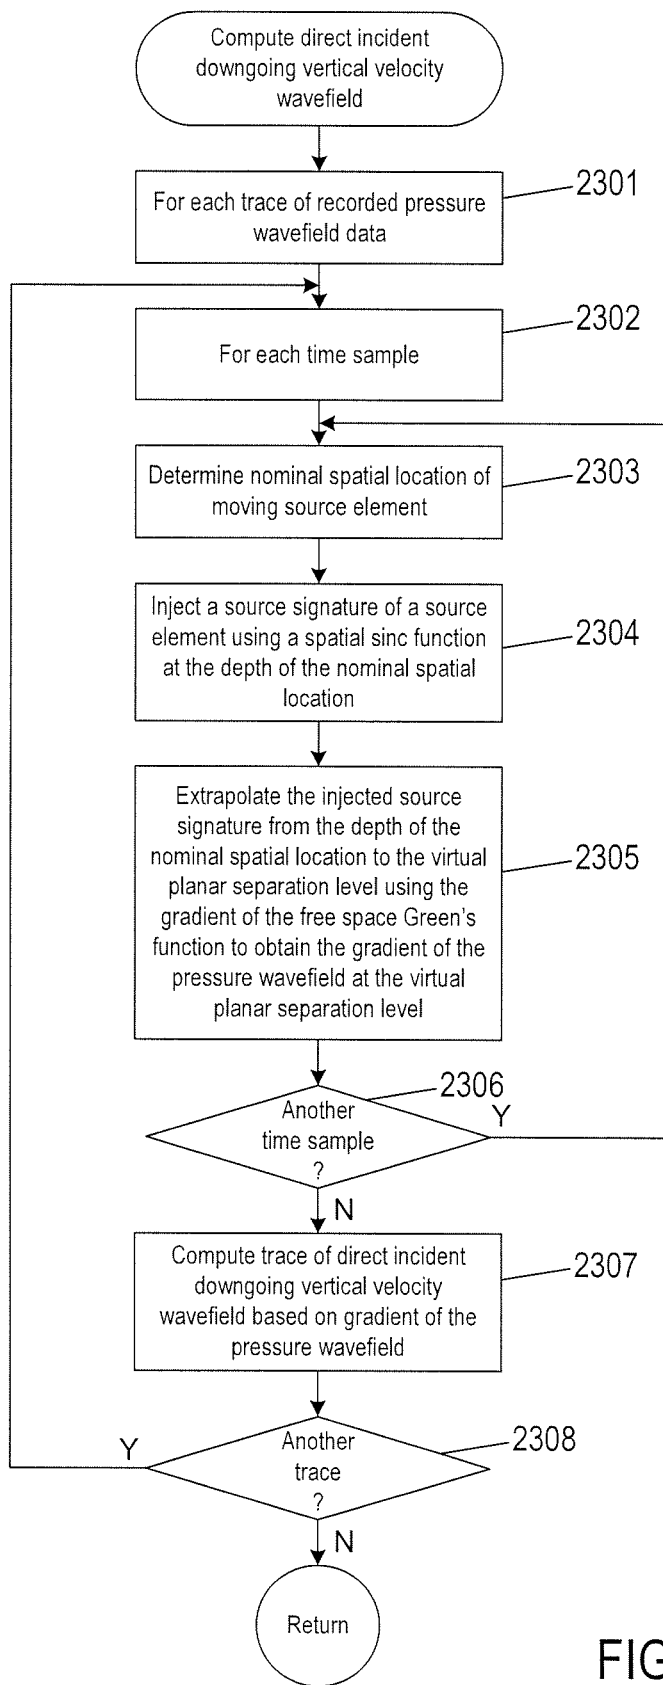 Compute direct incident
downgoing vertical velocity
wavefield
2301
For each trace of recorded pressure
wavefield data
2302
For each time sample
2303
Determine nominal spatial location of
moving source element
Inject a source signature of a source
element using a spatial sinc function
at the depth of the nominal spatial
location
2304
Extrapolate the injected source
signature from the depth of the
nominal spatial location to the virtual
planar separation level using the
gradient of the free space Green's
function to obtain the gradient of the
pressure wavefield at the virtual
planar separation level
2305
2306
Another
time sample
?
Y
N
Compute trace of direct incident
downgoing vertical velocity
wavefield based on gradient of the
pressure wavefield
2307
2308
Another
trace
?
Y
N
Return
FIG